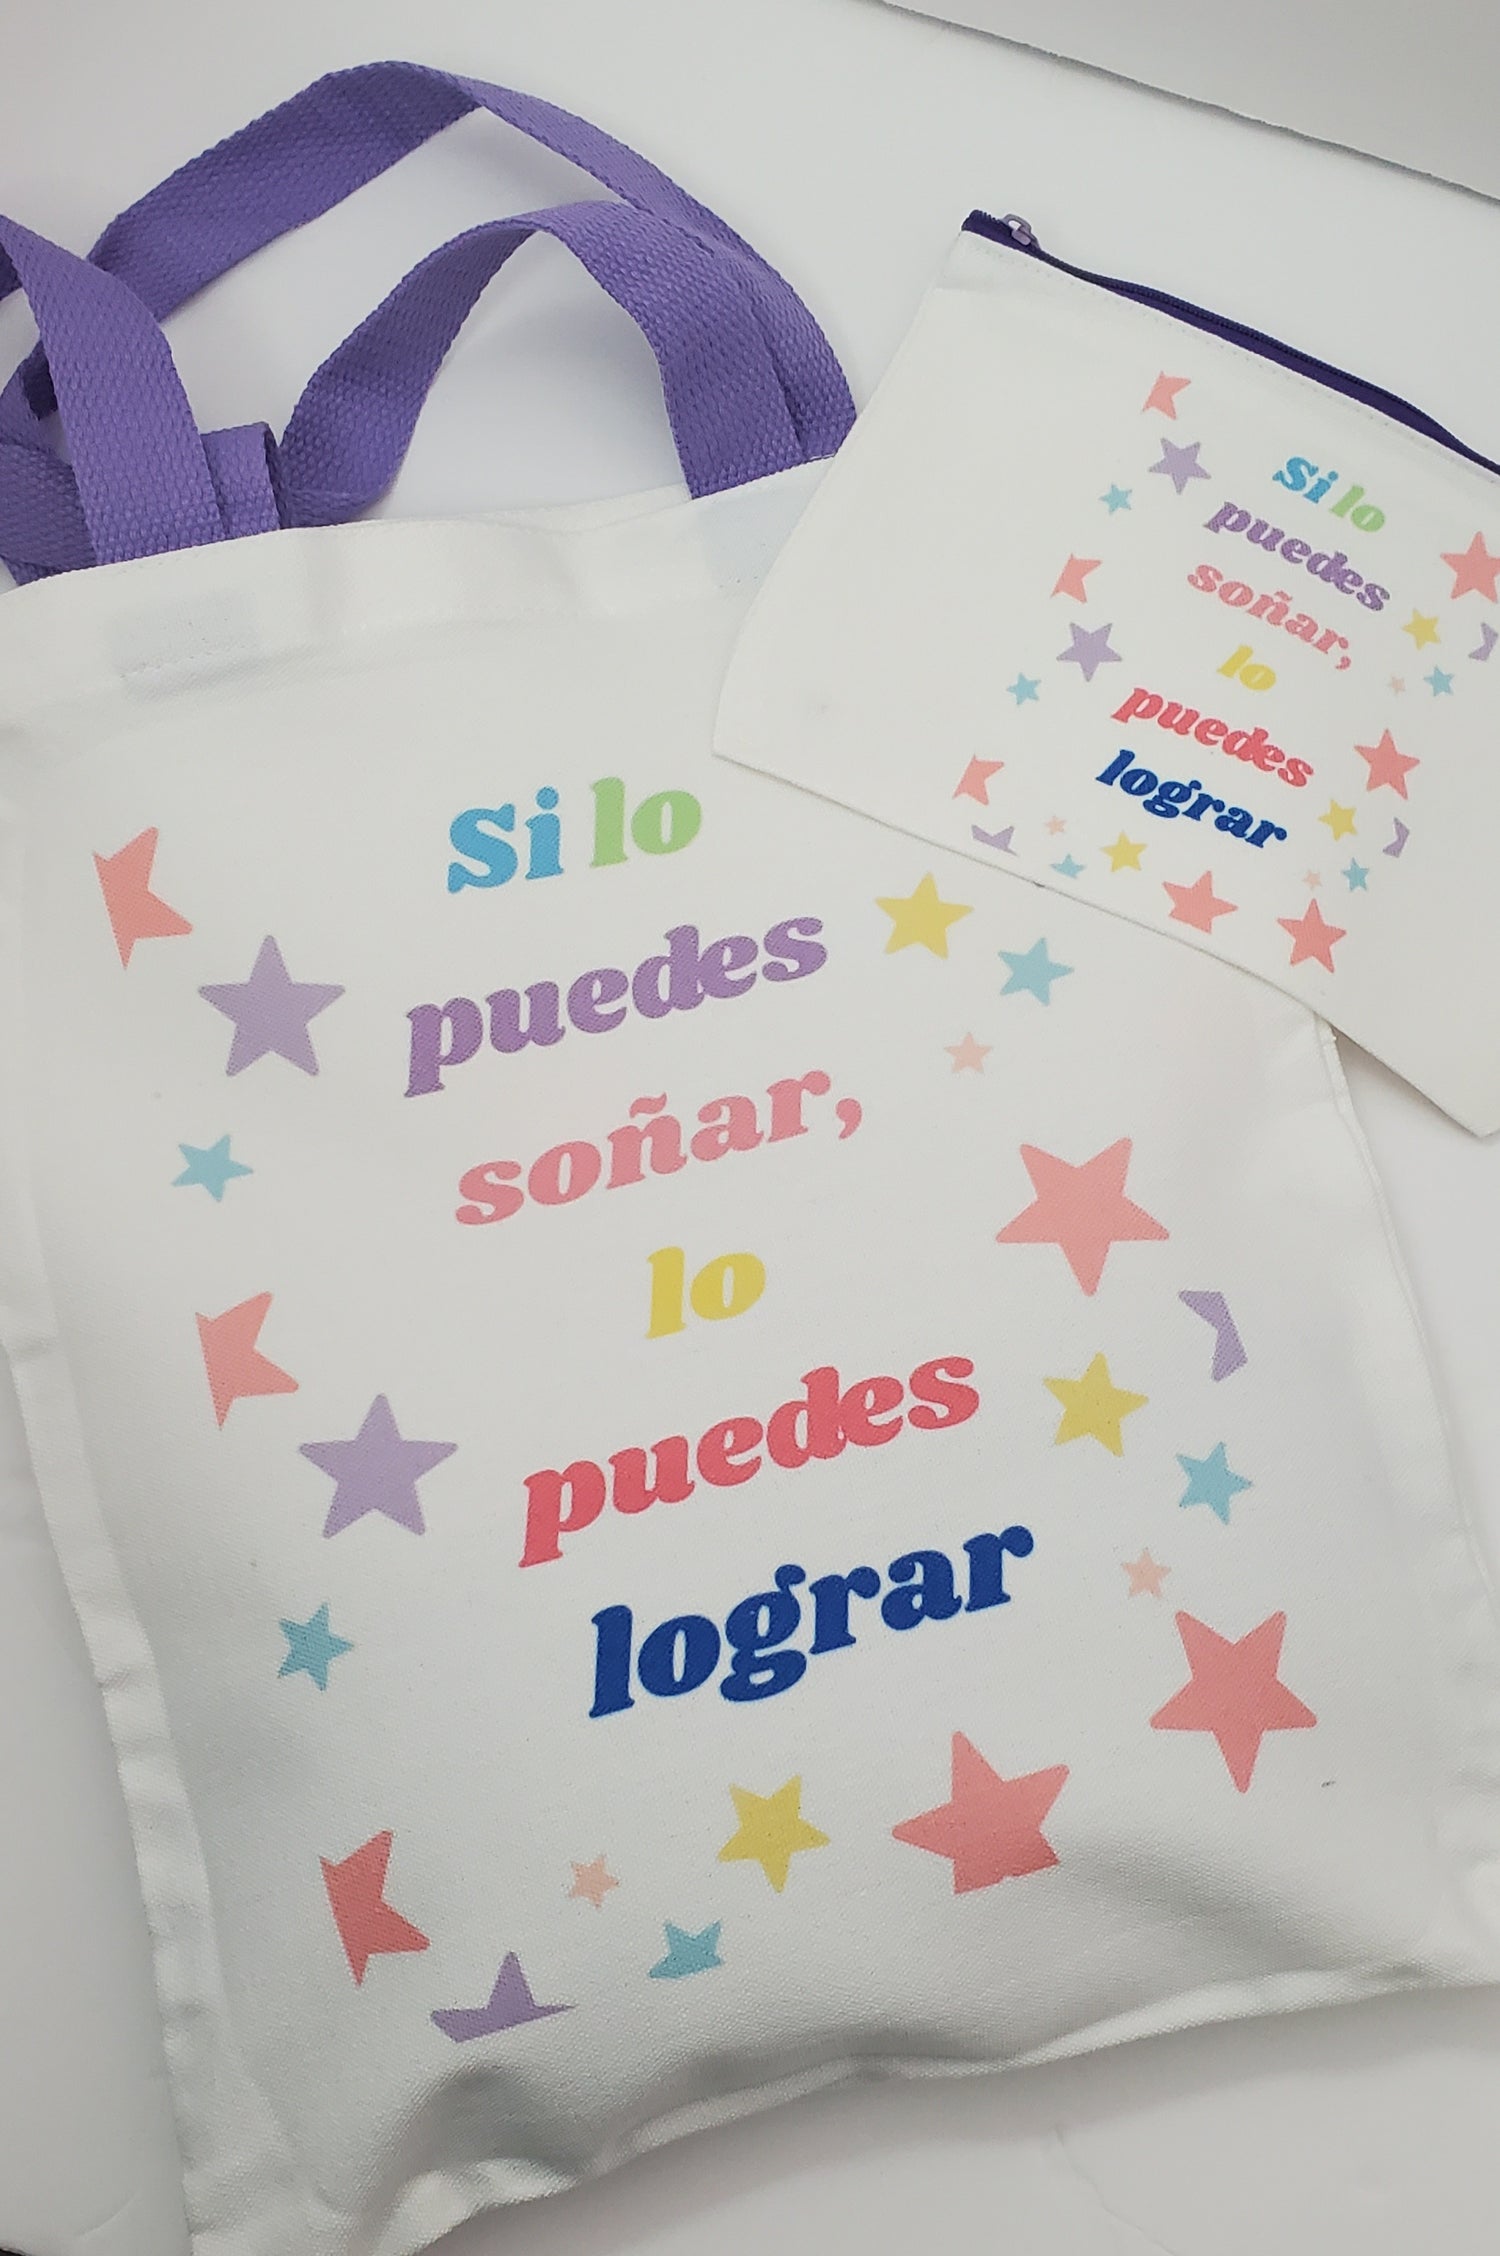 Si lo
puedes
soñar,
lo
puedes
lograr
Si lo
puedes
soñar,
lo
puedes
lograr